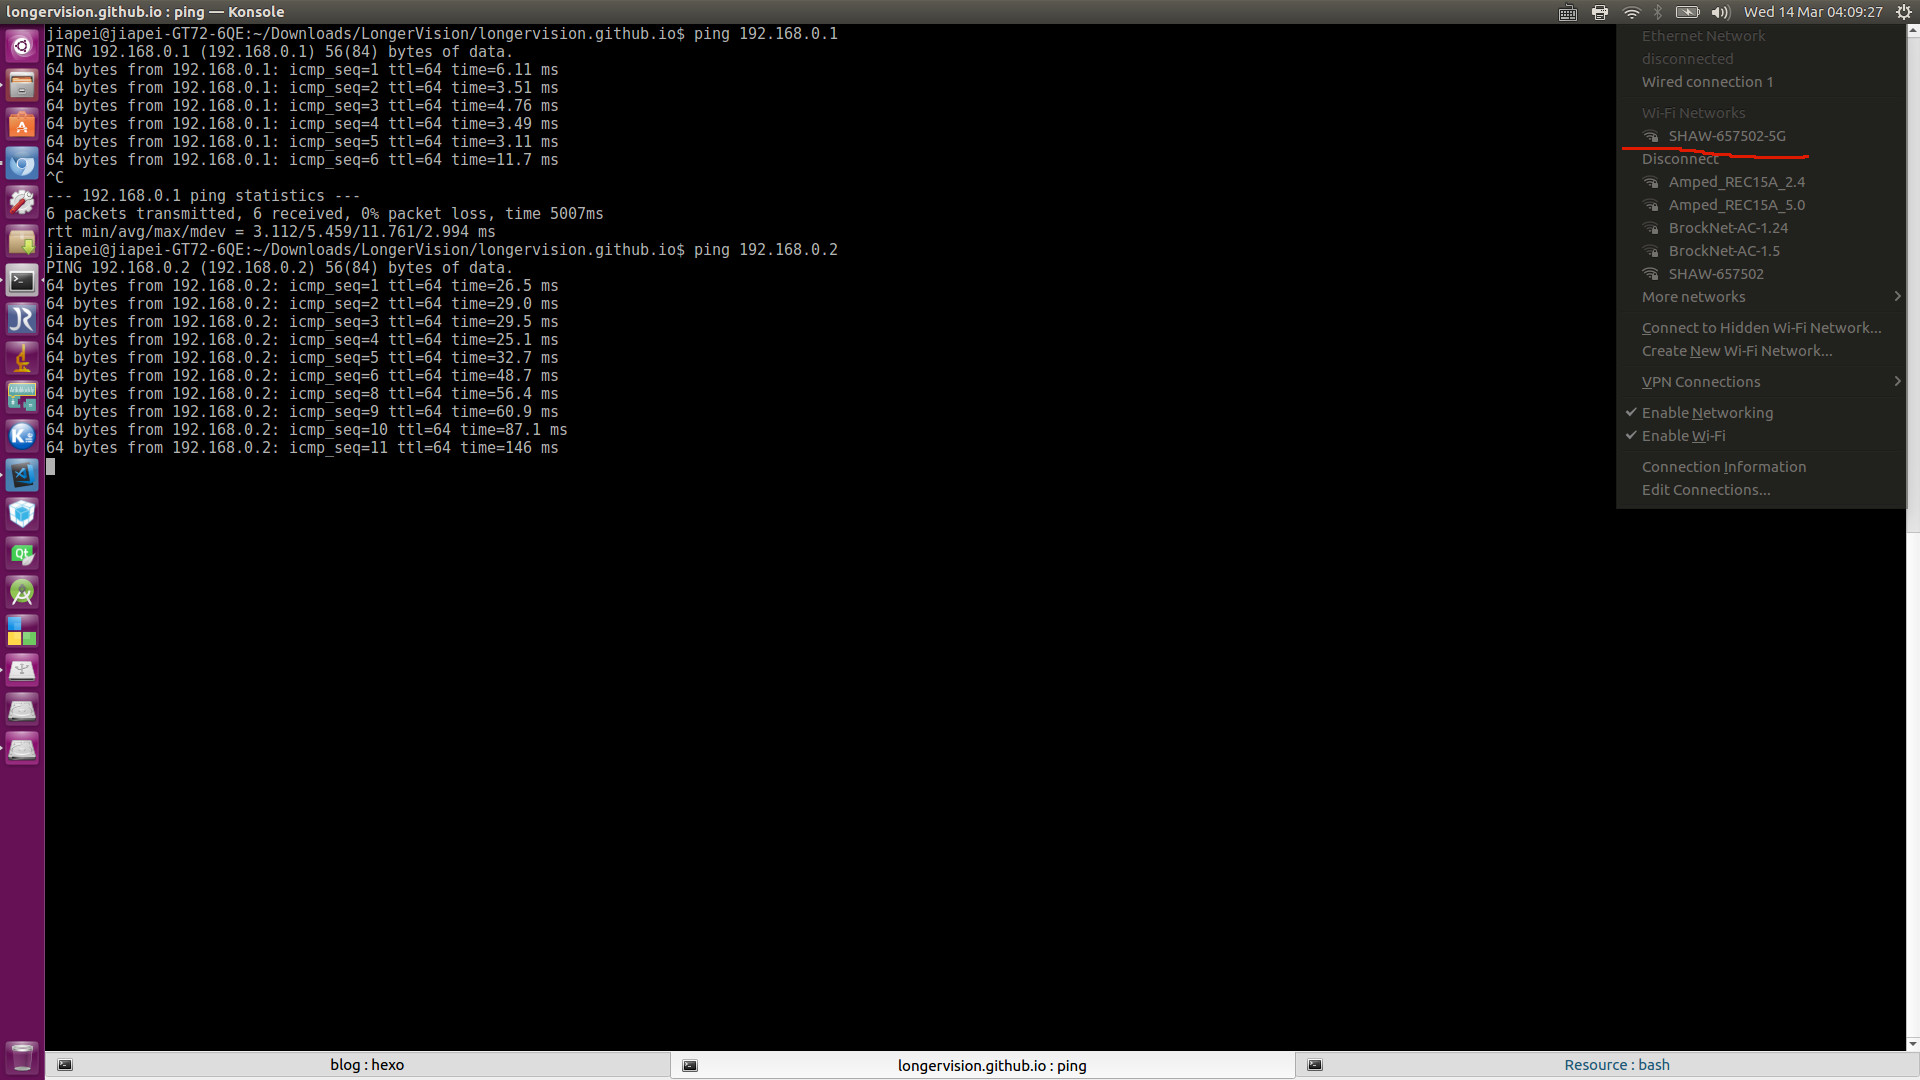 longervision.github.io : ping — Konsole
Wed 14 Mar 04:09:27
jiapei@jiapei-GT72-6QE:~/Downloads/LongerVision/longervision.github.io$ ping 192.168.0.1
PING 192.168.0.1 (192.168.0.1) 56(84) bytes of data.
64 bytes from 192.168.0.1: icmp_seq=1 ttl=64 time=6.11 ms
64 bytes from 192.168.0.1: icmp_seq=2 ttl=64 time=3.51 ms
64 bytes from 192.168.0.1: icmp_seq=3 ttl=64 time=4.76 ms
64 bytes from 192.168.0.1: icmp_seq=4 ttl=64 time=3.49 ms
64 bytes from 192.168.0.1: icmp_seq=5 ttl=64 time=3.11 ms
64 bytes from 192.168.0.1: icmp_seq=6 ttl=64 time=11.7 ms
^C
--- 192.168.0.1 ping statistics ---
6 packets transmitted, 6 received, 0% packet loss, time 5007ms
rtt min/avg/max/mdev = 3.112/5.459/11.761/2.994 ms
jiapei@jiapei-GT72-6QE:~/Downloads/LongerVision/longervision.github.io$ ping 192.168.0.2
PING 192.168.0.2 (192.168.0.2) 56(84) bytes of data.
64 bytes from 192.168.0.2: icmp_seq=1 ttl=64 time=26.5 ms
64 bytes from 192.168.0.2: icmp_seq=2 ttl=64 time=29.0 ms
64 bytes from 192.168.0.2: icmp_seq=3 ttl=64 time=29.5 ms
64 bytes from 192.168.0.2: icmp_seq=4 ttl=64 time=25.1 ms
64 bytes from 192.168.0.2: icmp_seq=5 ttl=64 time=32.7 ms
64 bytes from 192.168.0.2: icmp_seq=6 ttl=64 time=48.7 ms
64 bytes from 192.168.0.2: icmp_seq=8 ttl=64 time=56.4 ms
64 bytes from 192.168.0.2: icmp_seq=9 ttl=64 time=60.9 ms
64 bytes from 192.168.0.2: icmp_seq=10 ttl=64 time=87.1 ms
64 bytes from 192.168.0.2: icmp_seq=11 ttl=64 time=146 ms
Ethernet Network
disconnected
Wired connection 1
Wi-Fi Networks
SHAW-657502-5G
Disconnect
Amped_REC15A_2.4
Amped_REC15A_5.0
BrockNet-AC-1.24
BrockNet-AC-1.5
SHAW-657502
More networks
Connect to Hidden Wi-Fi Network...
Create New Wi-Fi Network...
VPN Connections
Enable Networking
Enable Wi-Fi
Connection Information
Edit Connections...
blog : hexo
longervision.github.io : ping
Resource : bash